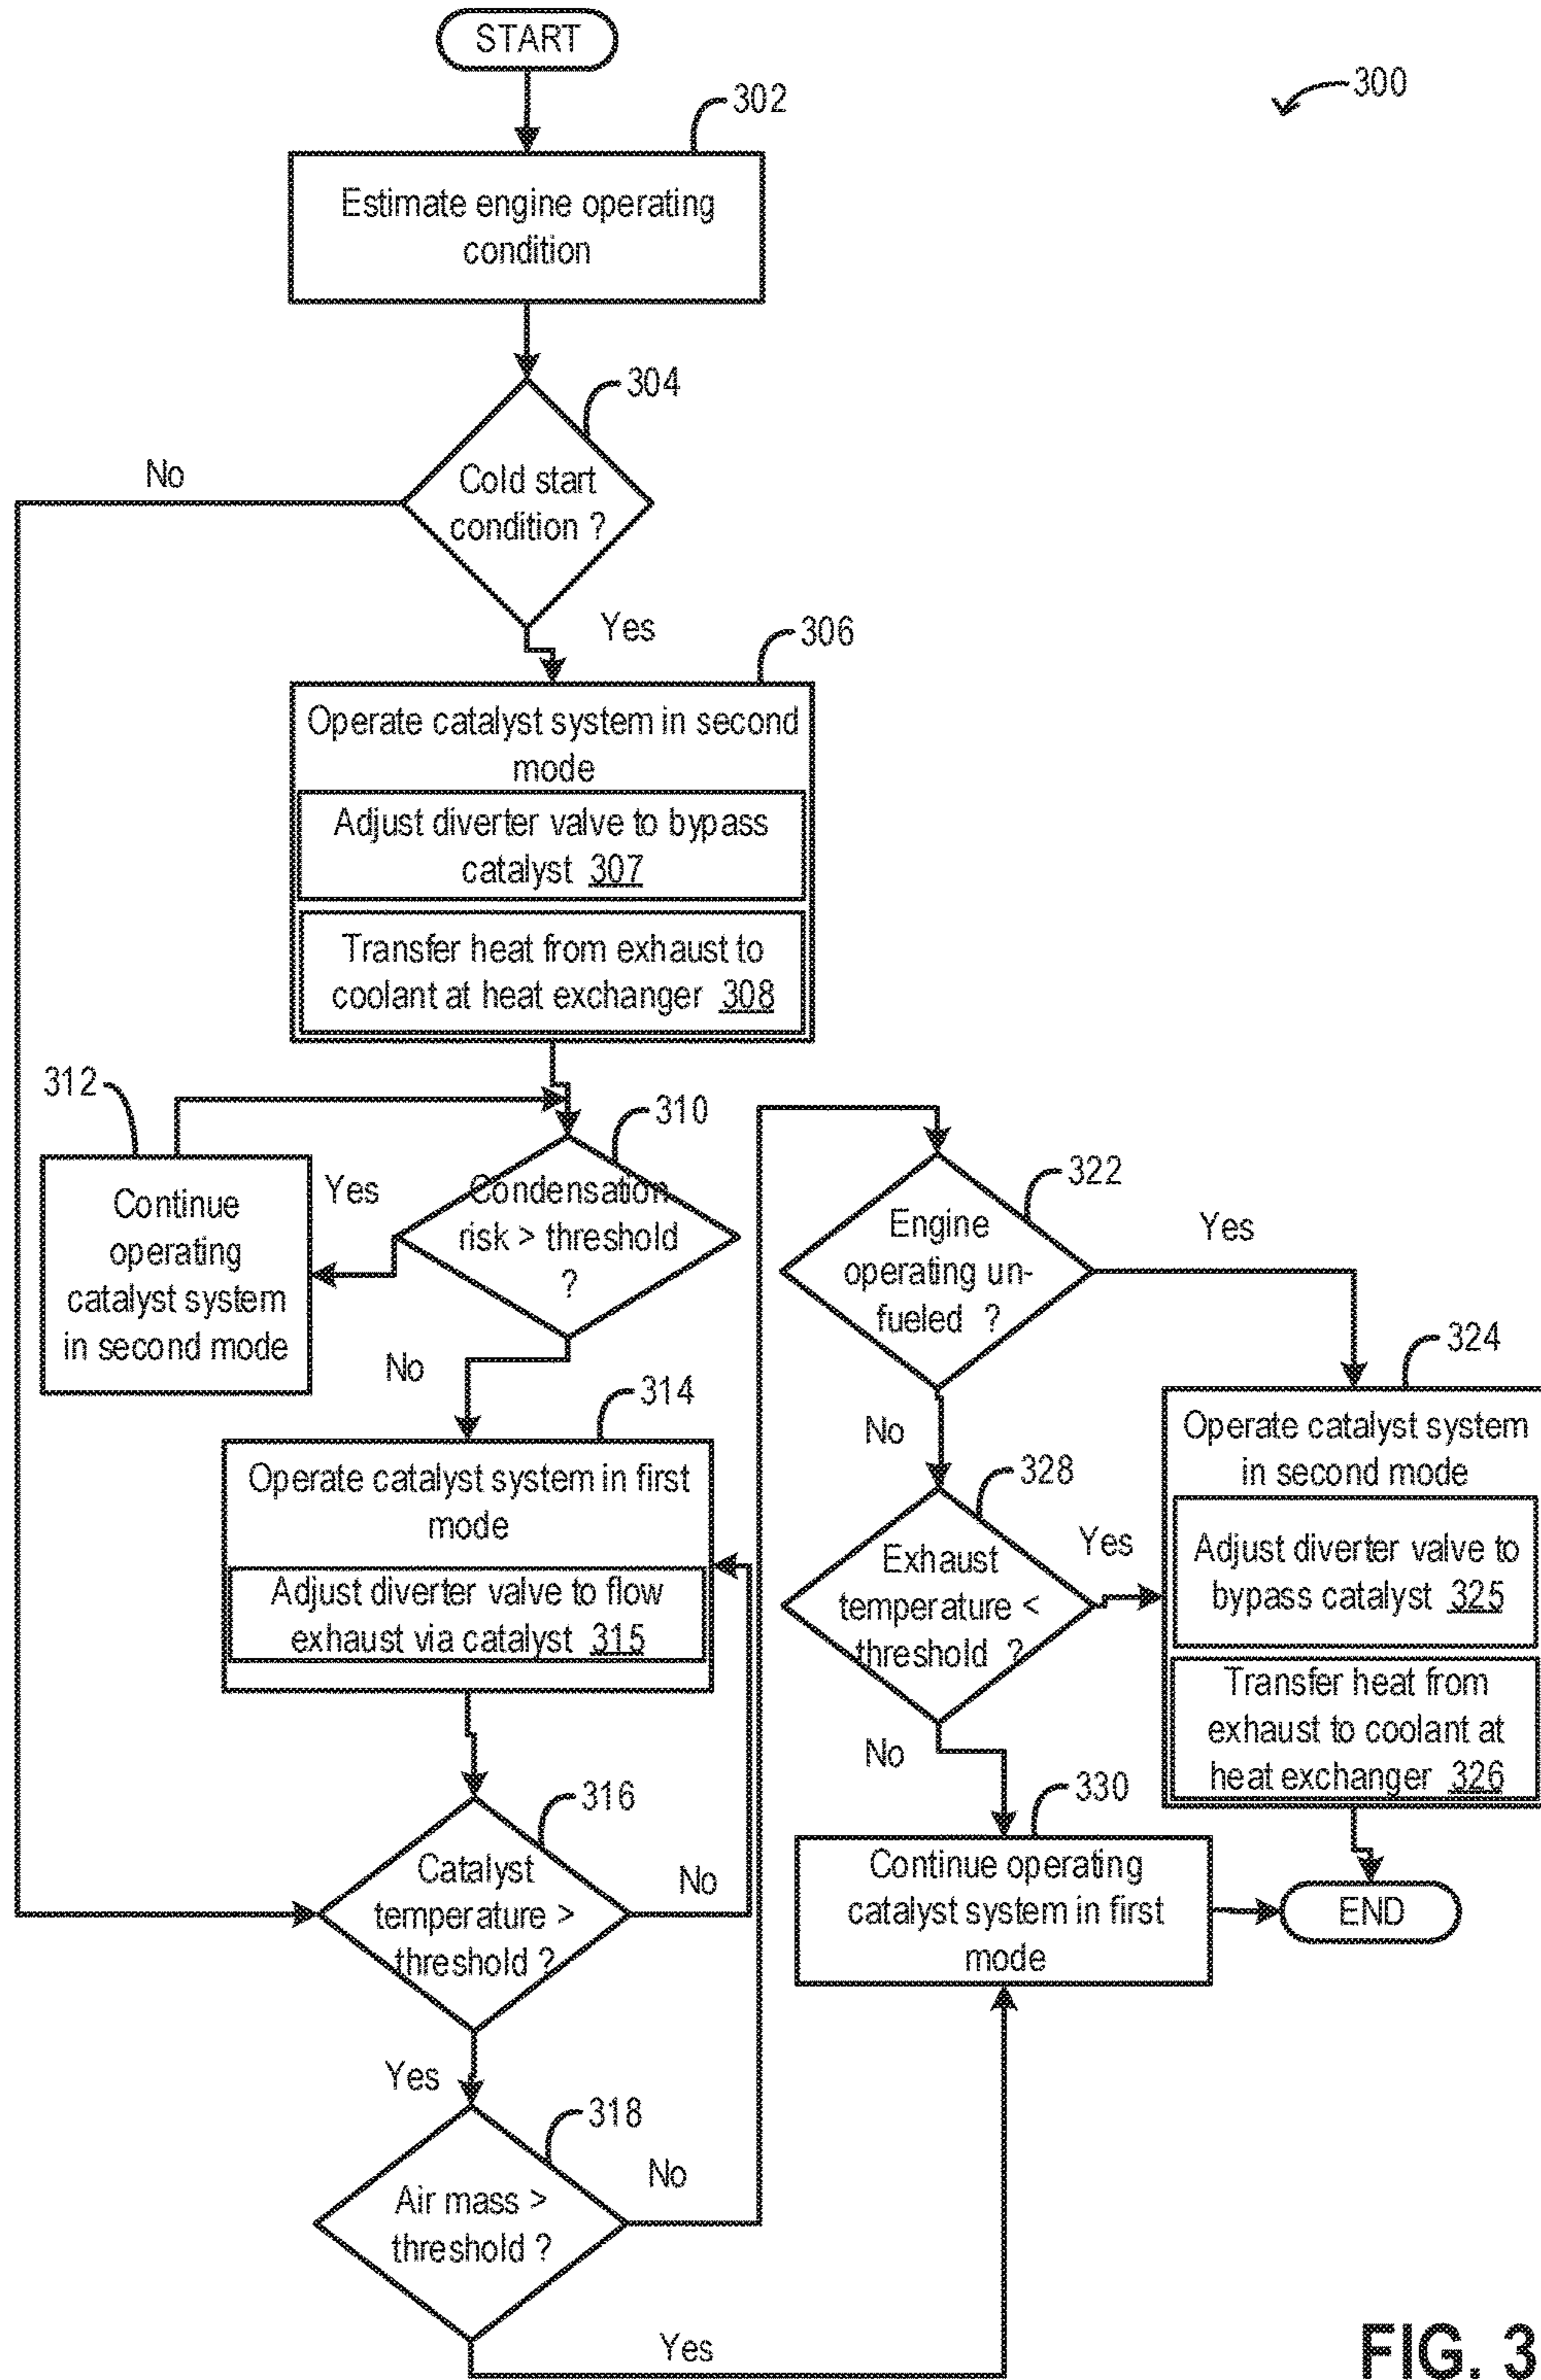 START
300
302
Estimate engine operating
condition
304
No
Cold start
condition ?
Yes
306
Operate catalyst system in second
mode
Adjust diverter valve to bypass
catalyst 307
Transfer heat from exhaust to
coolant at heat exchanger 308
312
310
Continue
operating
catalyst system
in second mode
Yes
Condensation
risk > threshold
?
No
314
Operate catalyst system in first
mode
Adjust diverter valve to flow
exhaust via catalyst 315
316
Catalyst
temperature >
threshold ?
No
Yes
318
Air mass >
threshold ?
No
Yes
322
Engine
operating un-
fueled ?
Yes
No
324
Operate catalyst system
in second mode
Adjust diverter valve to
bypass catalyst 325
Transfer heat from
exhaust to coolant at
heat exchanger 326
328
Exhaust
temperature <
threshold ?
Yes
No
330
Continue operating
catalyst system in first
mode
END
FIG. 3